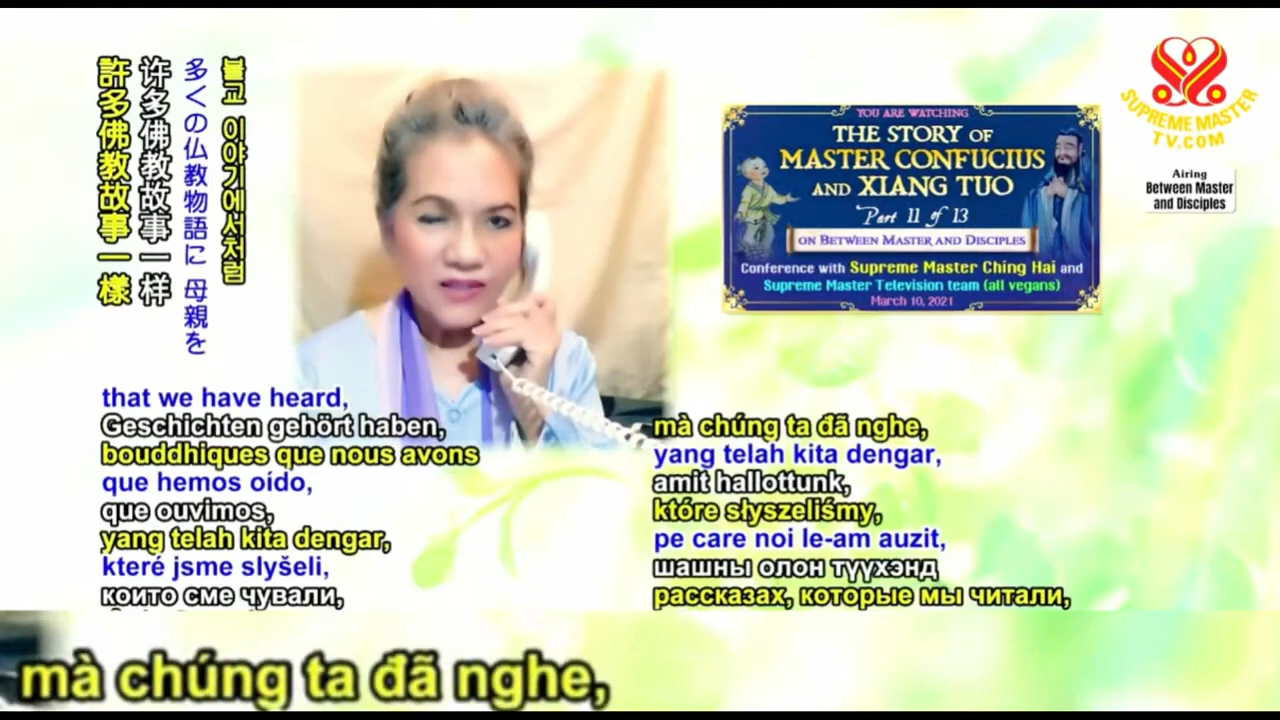 불교 이야기에서처럼
多くの仏教物語に 母親を
许多佛教故事一样
許多佛教故事一樣
YOU ARE WATCHING
THE STORY OF
MASTER CONFUCIUS
AND XIANG TUO
Part 11 of 13
ON BETWEEN MASTER AND DISCIPLES
Conference with Supreme Master Ching Hai and
Supreme Master Television team (all vegans)
March 10, 2021
SUPREME MASTER
TV.COM
Airing
Between Master
and Disciples
that we have heard,
Geschichten gehört haben,
bouddhiques que nous avons
que hemos oído,
que ouvimos,
yang telah kita dengar,
které jsme slyšeli,
които сме чували,
mà chúng ta đã nghe,
yang telah kita dengar,
amit hallottunk,
które słyszeliśmy,
pe care noi le-am auzit,
шашны олон түүхэнд
рассказах, которые мы читали,
mà chúng ta đã nghe,